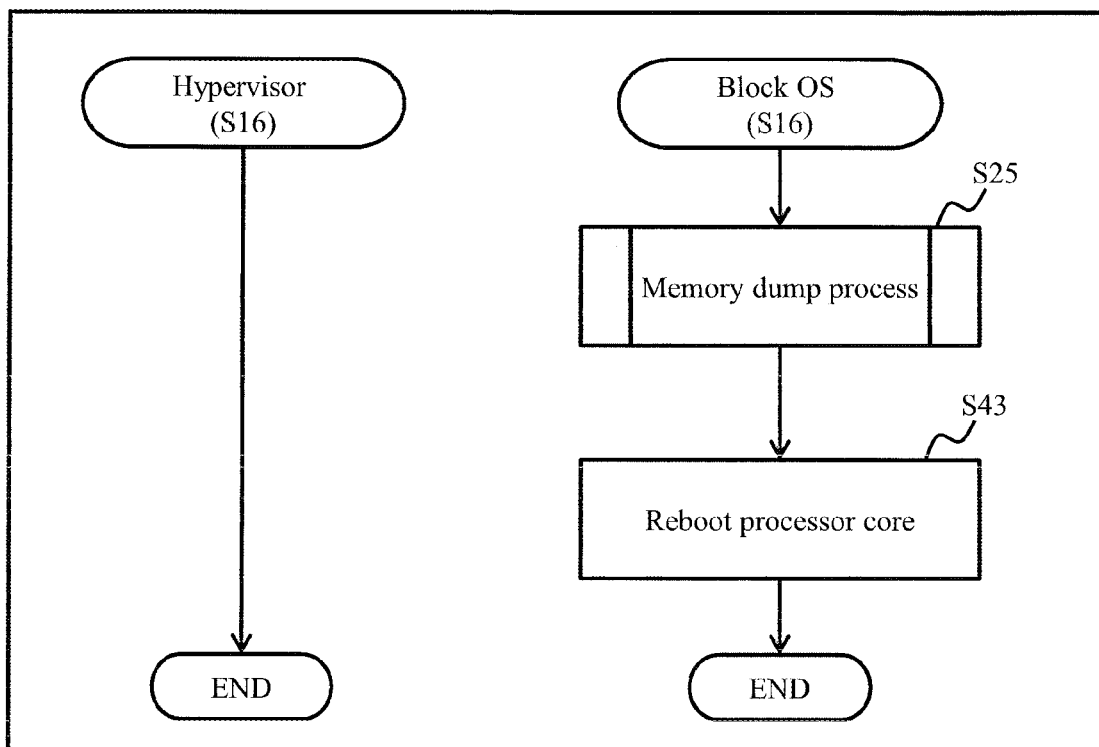 Hypervisor
(S16)
END
Block OS
(S16)
S25
Memory dump process
S43
Reboot processor core
END